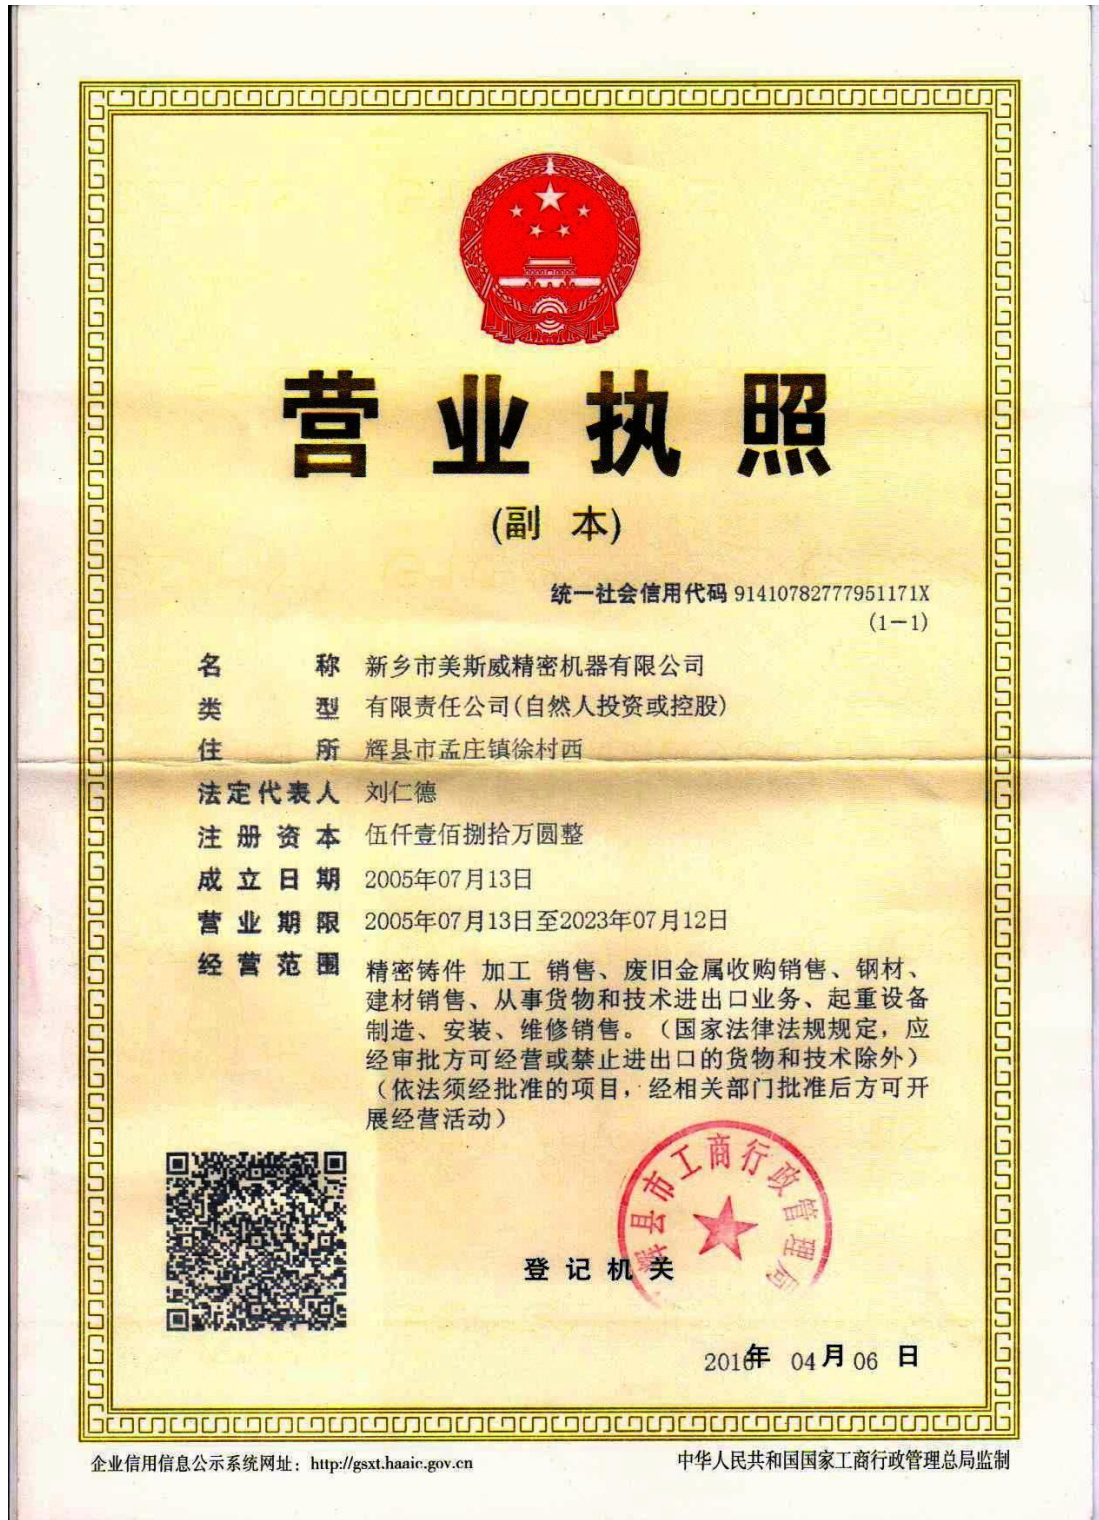 营业执照
(副 本)
统一社会信用代码 91410782777951171X
(1-1)
名称 新乡市美斯威精密机器有限公司
类型 有限责任公司(自然人投资或控股)
住所 辉县市孟庄镇徐村西
法定代表人 刘仁德
注册资本 伍仟壹佰捌拾万圆整
成立日期 2005年07月13日
营业期限 2005年07月13日至2023年07月12日
经营范围 精密铸件 加工 销售、废旧金属收购销售、钢材、
建材销售、从事货物和技术进出口业务、起重设备
制造、安装、维修销售。（国家法律法规规定，应
经审批方可经营或禁止进出口的货物和技术除外）
（依法须经批准的项目，经相关部门批准后方可开
展经营活动）
辉县市工商行政管理局
登记机关
2016年 04月06日
企业信用信息公示系统网址：http://gsxt.haaic.gov.cn
中华人民共和国国家工商行政管理总局监制